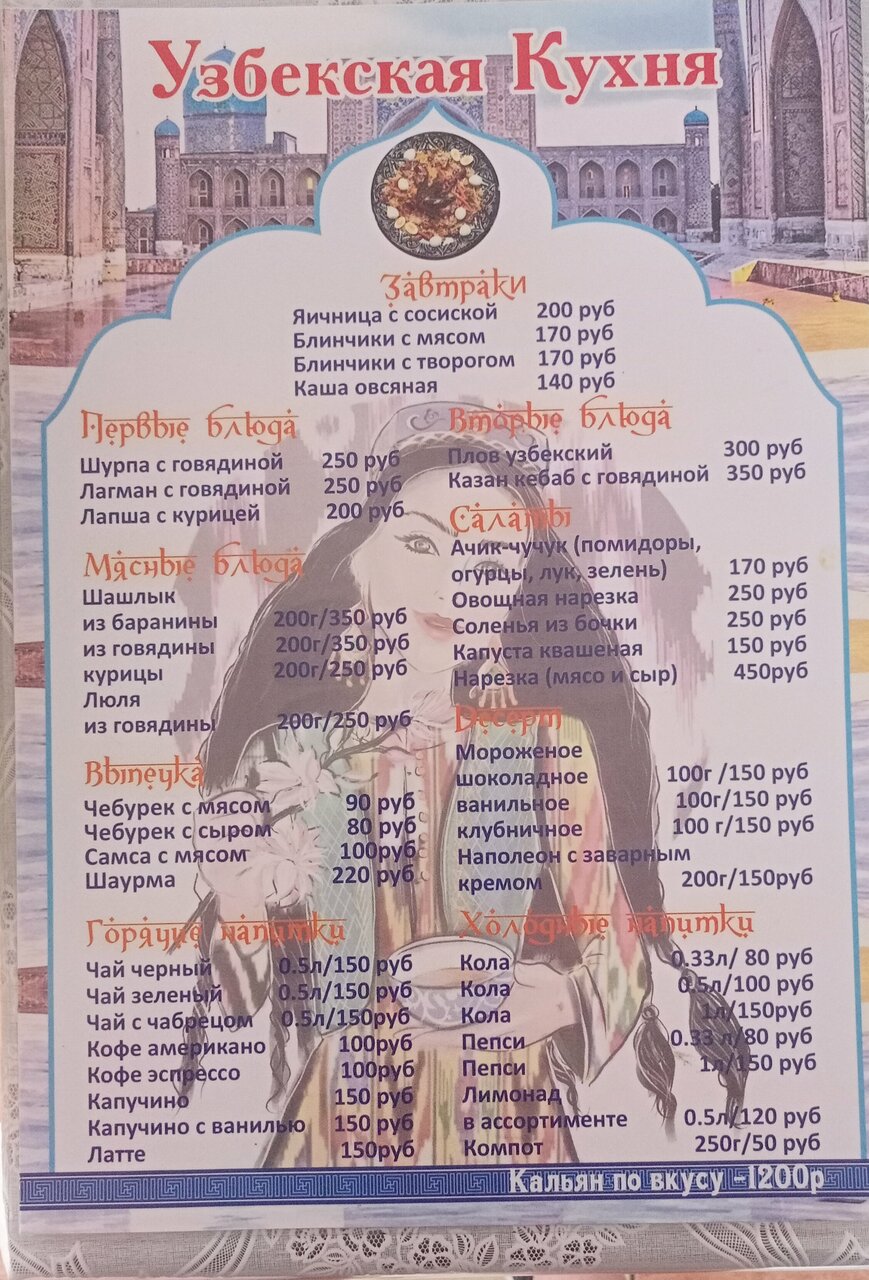 Узбекская Кухня
Завтраки
Яичница с сосиской 200 руб
Блинчики с мясом 170 руб
Блинчики с творогом 170 руб
Каша овсяная 140 руб
Первые блюда
Шурпа с говядиной 250 руб
Лагман с говядиной 250 руб
Лапша с курицей 200 руб
Мясные блюда
Шашлык
из баранины 200г/350 руб
из говядины 200г/350 руб
курицы 200г/250 руб
Люля
из говядины 200г/250 руб
Выпечка
Чебурек с мясом 90 руб
Чебурек с сыром 80 руб
Самса с мясом 100руб
Шаурма 220 руб
Горячие напитки
Чай черный 0.5л/150 руб
Чай зеленый 0.5л/150 руб
Чай с чабрецом 0.5л/150руб
Кофе американо 100руб
Кофе эспрессо 100руб
Капучино 150 руб
Капучино с ванилью 150 руб
Латте 150руб
Вторые блюда
Плов узбекский 300 руб
Казан кебаб с говядиной 350 руб
Салаты
Ачик-чучук (помидоры,
огурцы, лук, зелень) 170 руб
Овощная нарезка 250 руб
Соленья из бочки 250 руб
Капуста квашеная 150 руб
Нарезка (мясо и сыр) 450руб
Десерт
Мороженое
шоколадное 100г /150 руб
ванильное 100г/150 руб
клубничное 100 г/150 руб
Наполеон с заварным
кремом 200г/150руб
Холодные напитки
Кола 0.33л/ 80 руб
Кола 0.5л/100 руб
Кола 1л/150руб
Пепси 0.33 л/80 руб
Пепси 1л/150 руб
Лимонад
в ассортименте 0.5л/120 руб
Компот 250г/50 руб
Кальян по вкусу -1200р